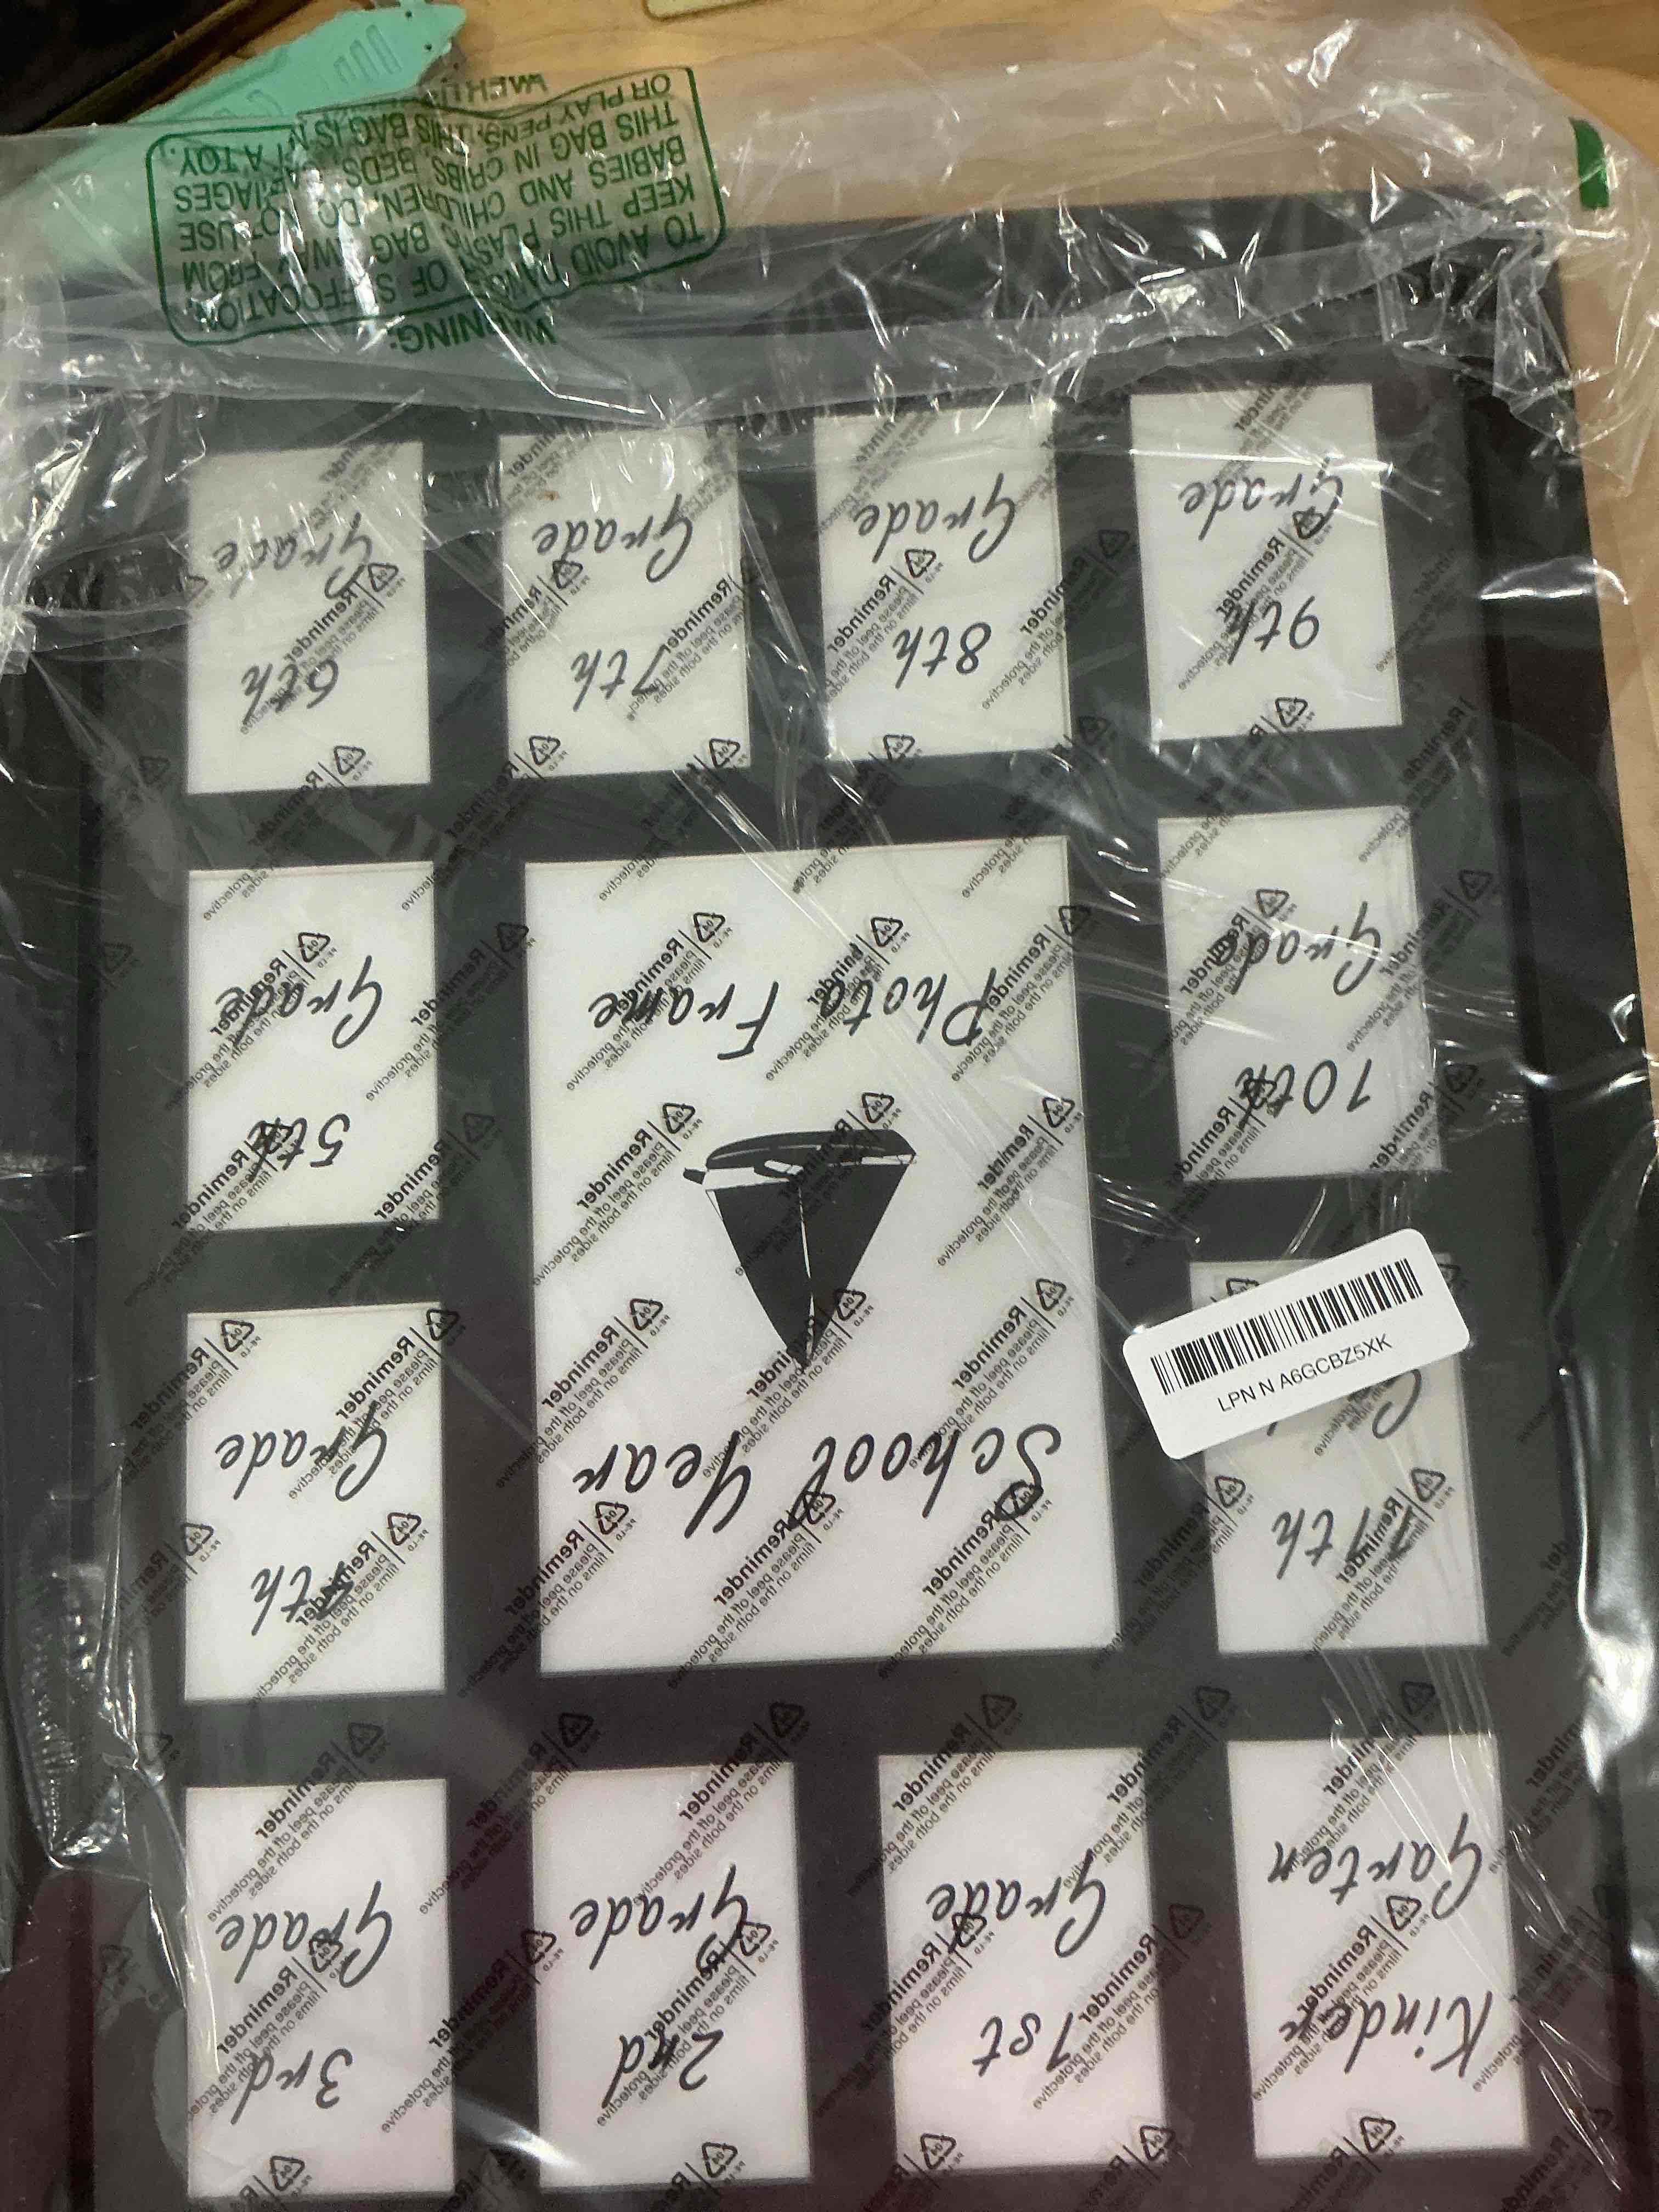 WARNING:
TO AVOID DANGER OF SUFFOCATION,
KEEP THIS PLASTIC BAG AWAY FROM
BABIES AND CHILDREN. DO NOT USE
THIS BAG IN CRIBS, BEDS, CARRIAGES
OR PLAY PENS. THIS BAG IS NOT A TOY.
Kinder
Garten
1st
Grade
2nd
Grade
3rd
Grade
11th
4th
Grade
School Year
Photo Frame
10th
Grade
5th
Grade
9th
Grade
8th
Grade
7th
Grade
6th
Grade
LPN N A6GCBZ5XK
Reminder
Please peel off the protective
films on the both sides
04
PE-LD